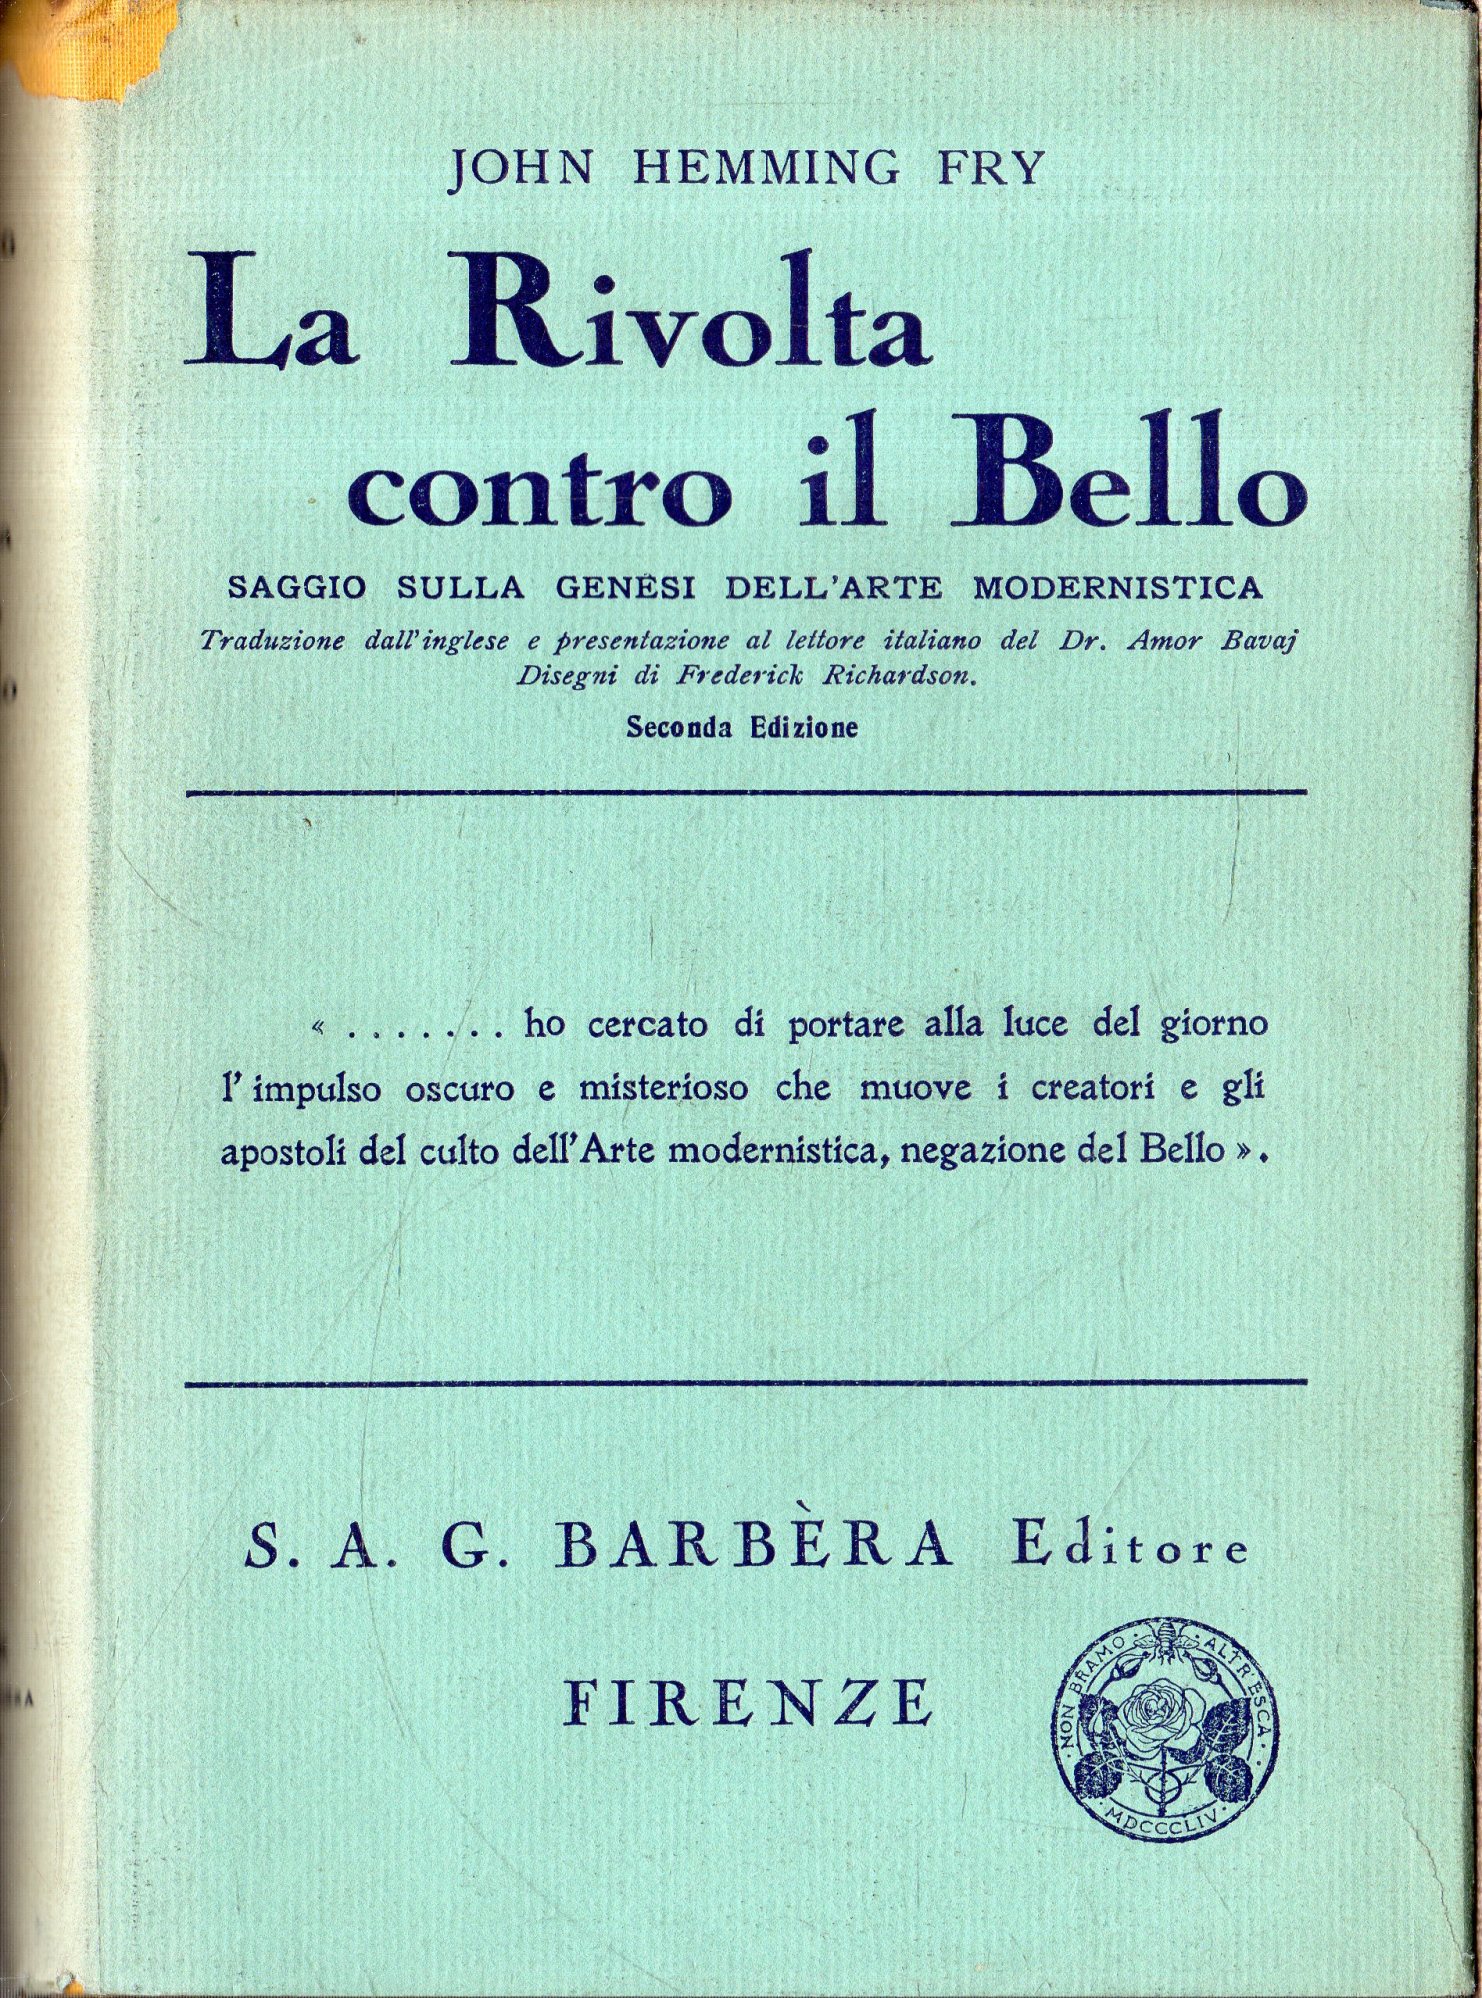 JOHN HEMMING FRY
La Rivolta
contro il Bello
SAGGIO SULLA GENESI DELL'ARTE MODERNISTICA
Traduzione dall'inglese e presentazione al lettore italiano del Dr. Amor Bavaj
Disegni di Frederick Richardson.
Seconda Edizione
« ....... ho cercato di portare alla luce del giorno
l'impulso oscuro e misterioso che muove i creatori e gli
apostoli del culto dell'Arte modernistica, negazione del Bello ».
S. A. G. BARBÈRA Editore
FIRENZE
· NON BRAMO · ALTR'ESCA ·
· MDCCCLIV ·